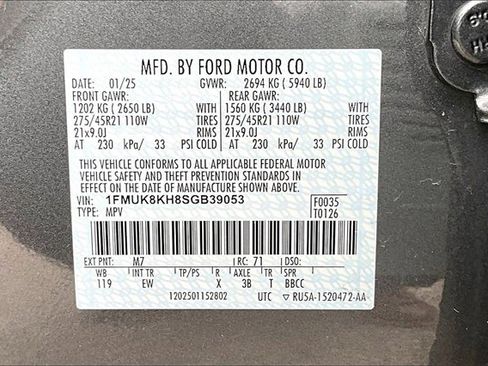 MFD. BY FORD MOTOR CO.
DATE: 01/25 GVWR: 2694 KG ( 5940 LB)
FRONT GAWR: REAR GAWR:
1202 KG ( 2650 LB) WITH 1560 KG ( 3440 LB) WITH
275/45R21 110W TIRES 275/45R21 110W TIRES
21x9.0J RIMS 21x9.0J RIMS
AT 230 kPa/ 33 PSI COLD AT 230 kPa/ 33 PSI COLD
THIS VEHICLE CONFORMS TO ALL APPLICABLE FEDERAL MOTOR
VEHICLE SAFETY AND THEFT PREVENTION STANDARDS
IN EFFECT ON THE DATE OF MANUFACTURE SHOWN ABOVE.
VIN: 1FMUK8KH8SGB39053 F0035
TYPE: MPV T0126
EXT PNT: M7 RC: 71 DSO:
WB INT TR TP/PS R AXLE TR SPR
119 EW X 3B T BBCC
1202501152802 UTC RU5A-1520472-AA